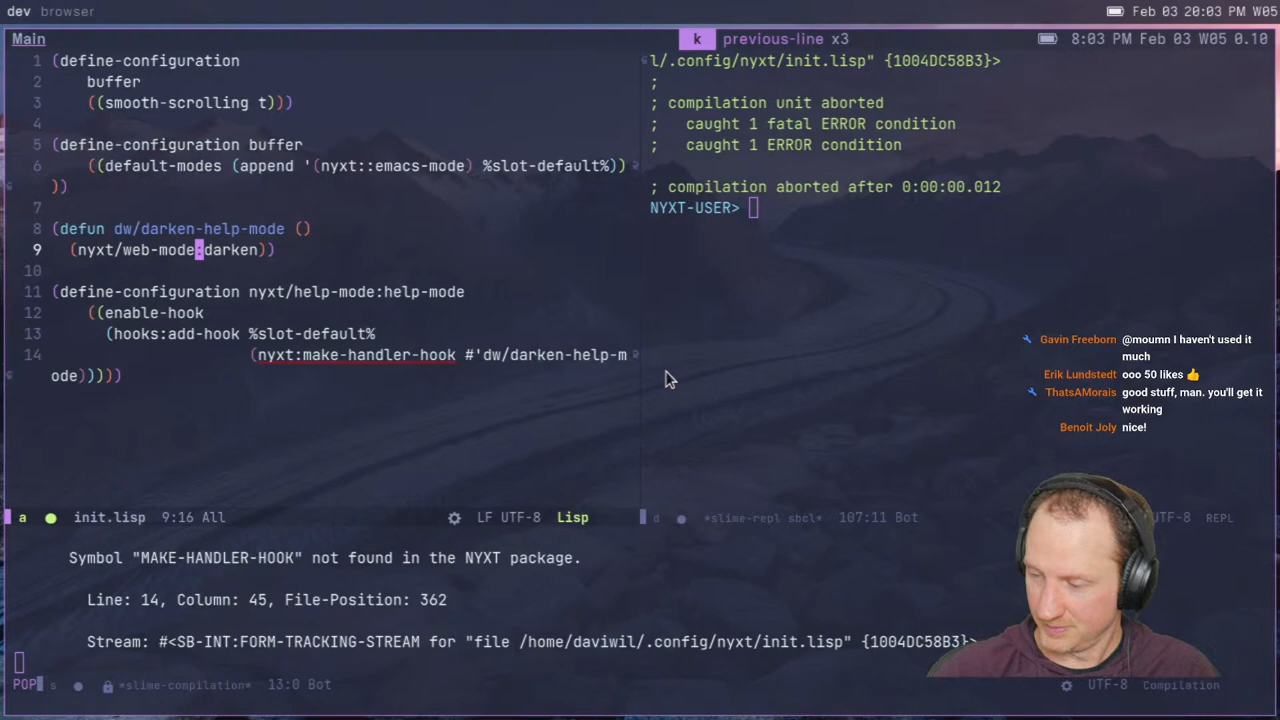 dev browser
Feb 03 20:03 PM W05
Main
k previous-line x3
8:03 PM Feb 03 W05 0.10
1 (define-configuration
2 buffer
3 ((smooth-scrolling t)))
4
5 (define-configuration buffer
6 ((default-modes (append '(nyxt::emacs-mode) %slot-default%))
))
7
8 (defun dw/darken-help-mode ()
9 (nyxt/web-mode:darken))
10
11 (define-configuration nyxt/help-mode:help-mode
12 ((enable-hook
13 (hooks:add-hook %slot-default%
14 (nyxt:make-handler-hook #'dw/darken-help-m
ode)))))
l/.config/nyxt/init.lisp" {1004DC58B3}>
;
; compilation unit aborted
; caught 1 fatal ERROR condition
; caught 1 ERROR condition
; compilation aborted after 0:00:00.012
NYXT-USER>
Gavin Freeborn @moumn I haven't used it
much
Erik Lundstedt ooo 50 likes 👍
ThatsAMorais good stuff, man. you'll get it
working
Benoit Joly nice!
a init.lisp 9:16 All LF UTF-8 Lisp
d *slime-repl sbcl* 107:11 Bot UTF-8 REPL
Symbol "MAKE-HANDLER-HOOK" not found in the NYXT package.
Line: 14, Column: 45, File-Position: 362
Stream: #<SB-INT:FORM-TRACKING-STREAM for "file /home/daviwil/.config/nyxt/init.lisp" {1004DC58B3}>
POP s *slime-compilation* 13:0 Bot UTF-8 Compilation